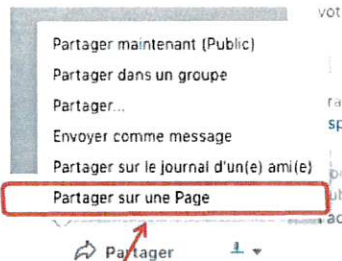 vot
Partager maintenant (Public)
Partager dans un groupe
Partager...
Envoyer comme message
Partager sur le journal d'un(e) ami(e)
Partager sur une Page
Partager